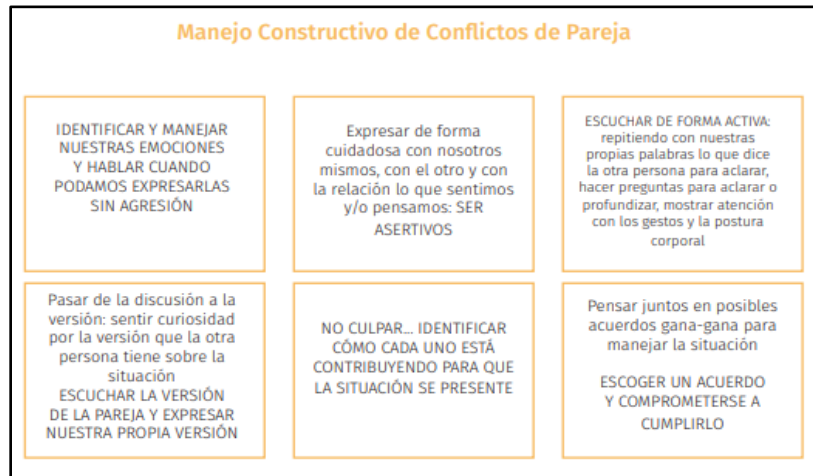 Manejo Constructivo de Conflictos de Pareja
IDENTIFICAR Y MANEJAR
NUESTRAS EMOCIONES
Y HABLAR CUANDO
PODAMOS EXPRESARLAS
SIN AGRESIÓN
Expresar de forma
cuidadosa con nosotros
mismos, con el otro y con
la relación lo que sentimos
y/o pensamos: SER
ASERTIVOS
ESCUCHAR DE FORMA ACTIVA:
repitiendo con nuestras
propias palabras lo que dice
la otra persona para aclarar,
hacer preguntas para aclarar o
profundizar, mostrar atención
con los gestos y la postura
corporal
Pasar de la discusión a la
versión: sentir curiosidad
por la versión que la otra
persona tiene sobre la
situación
ESCUCHAR LA VERSIÓN
DE LA PAREJA Y EXPRESAR
NUESTRA PROPIA VERSIÓN
NO CULPAR... IDENTIFICAR
CÓMO CADA UNO ESTÁ
CONTRIBUYENDO PARA QUE
LA SITUACIÓN SE PRESENTE
Pensar juntos en posibles
acuerdos gana-gana para
manejar la situación
ESCOGER UN ACUERDO
Y COMPROMETERSE A
CUMPLIRLO